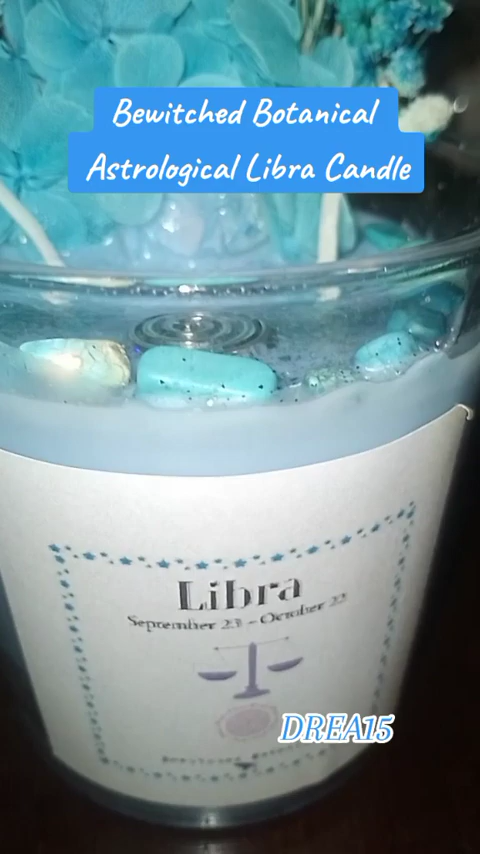 Bewitched Botanical
Astrological Libra Candle
Libra
September 23 - October 22
DREA15